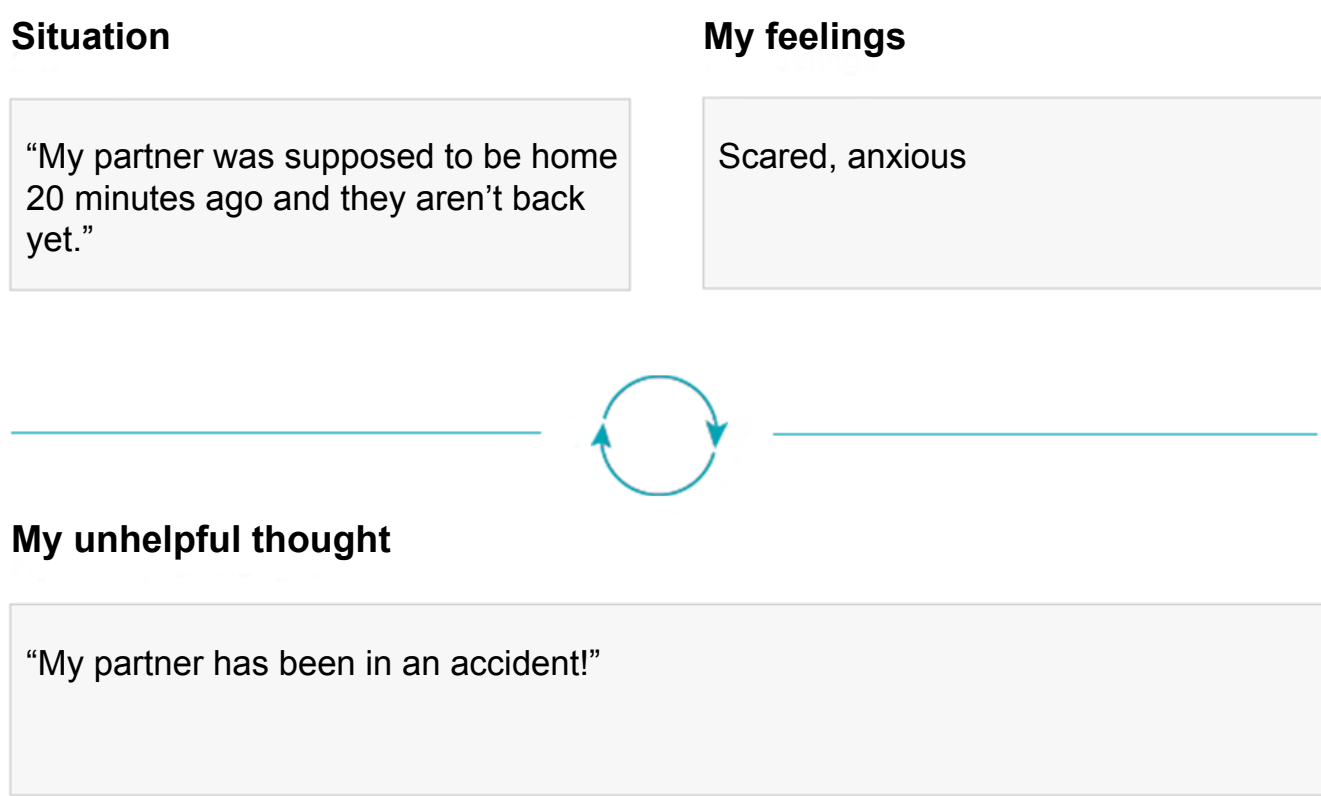 Situation
My feelings
“My partner was supposed to be home
20 minutes ago and they aren’t back
yet.”
Scared, anxious
My unhelpful thought
“My partner has been in an accident!”